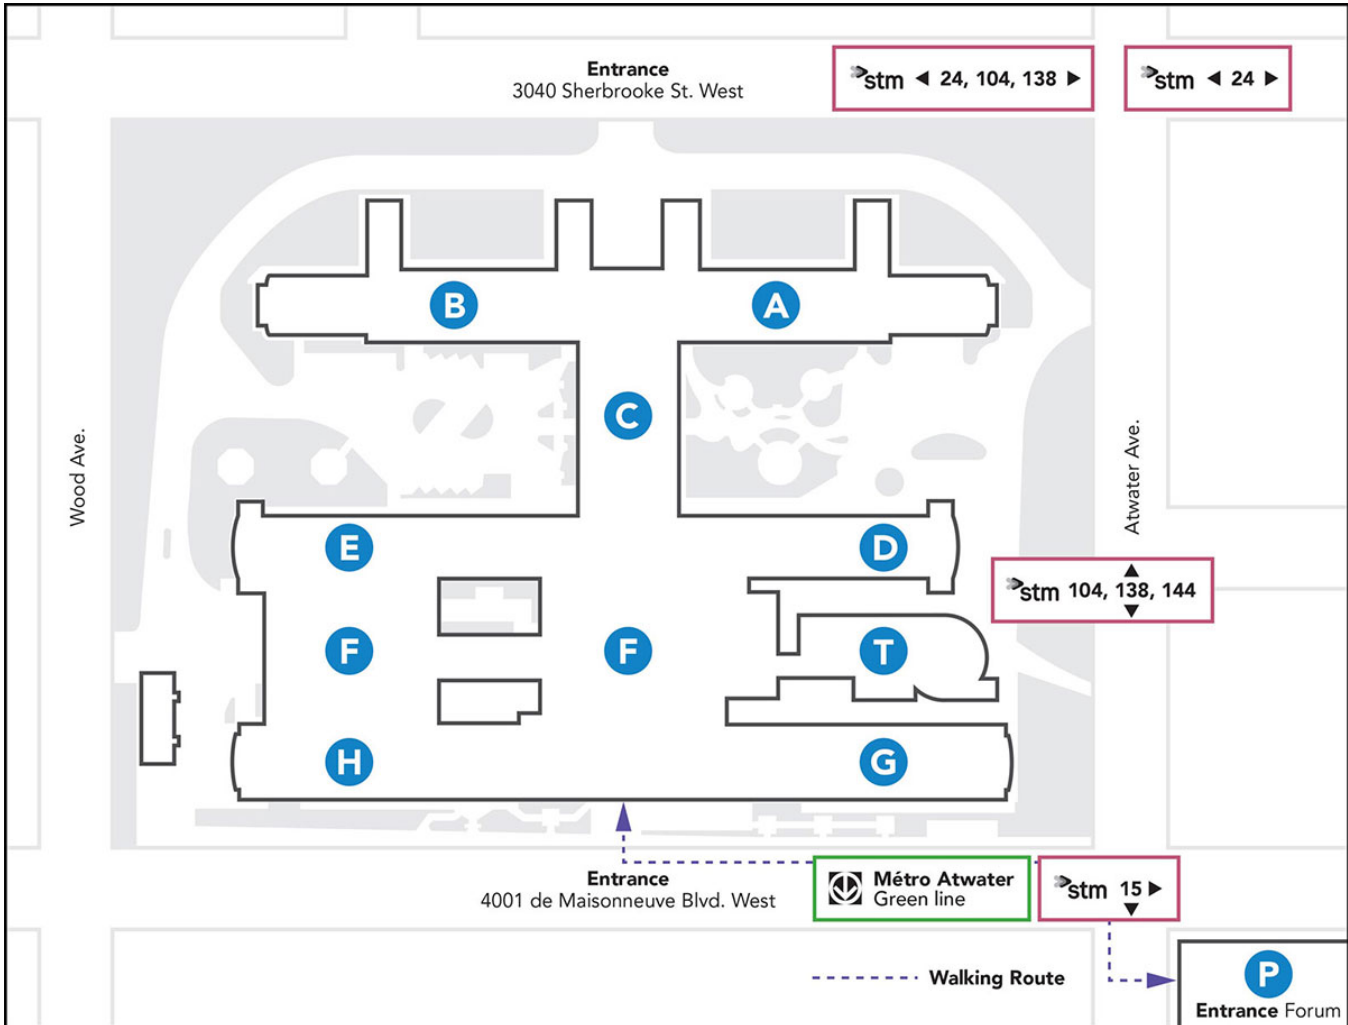 Entrance
3040 Sherbrooke St. West
stm ◀ 24, 104, 138 ▶
stm ◀ 24 ▶
B
A
C
Wood Ave.
Atwater Ave.
E
D
stm 104, 138, 144
F
F
T
H
G
Entrance
4001 de Maisonneuve Blvd. West
Métro Atwater
Green line
stm 15 ▶
Walking Route
P
Entrance Forum